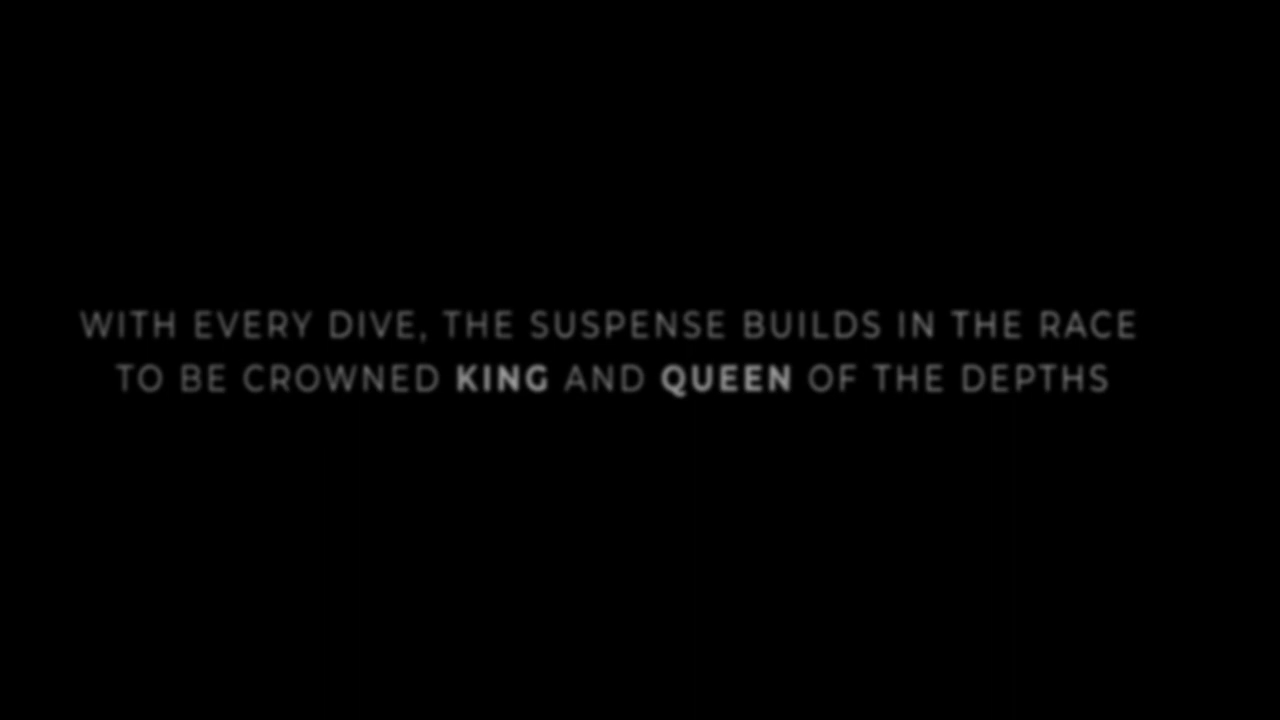 WITH EVERY DIVE, THE SUSPENSE BUILDS IN THE RACE
TO BE CROWNED KING AND QUEEN OF THE DEPTHS